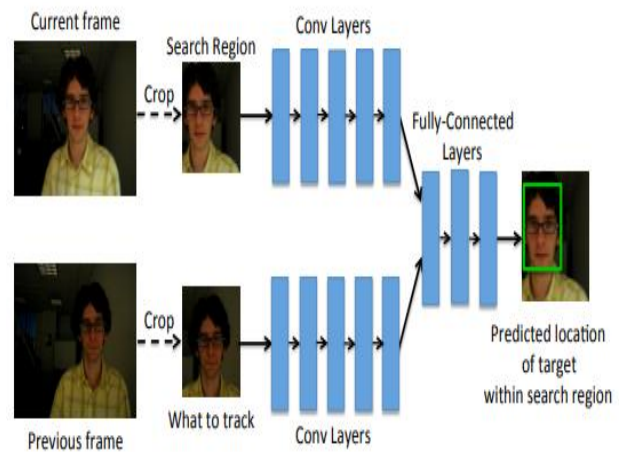 Current frame
Conv Layers
Search Region
Crop
Fully-Connected
Layers
Crop
Predicted location
of target
within search region
What to track
Conv Layers
Previous frame